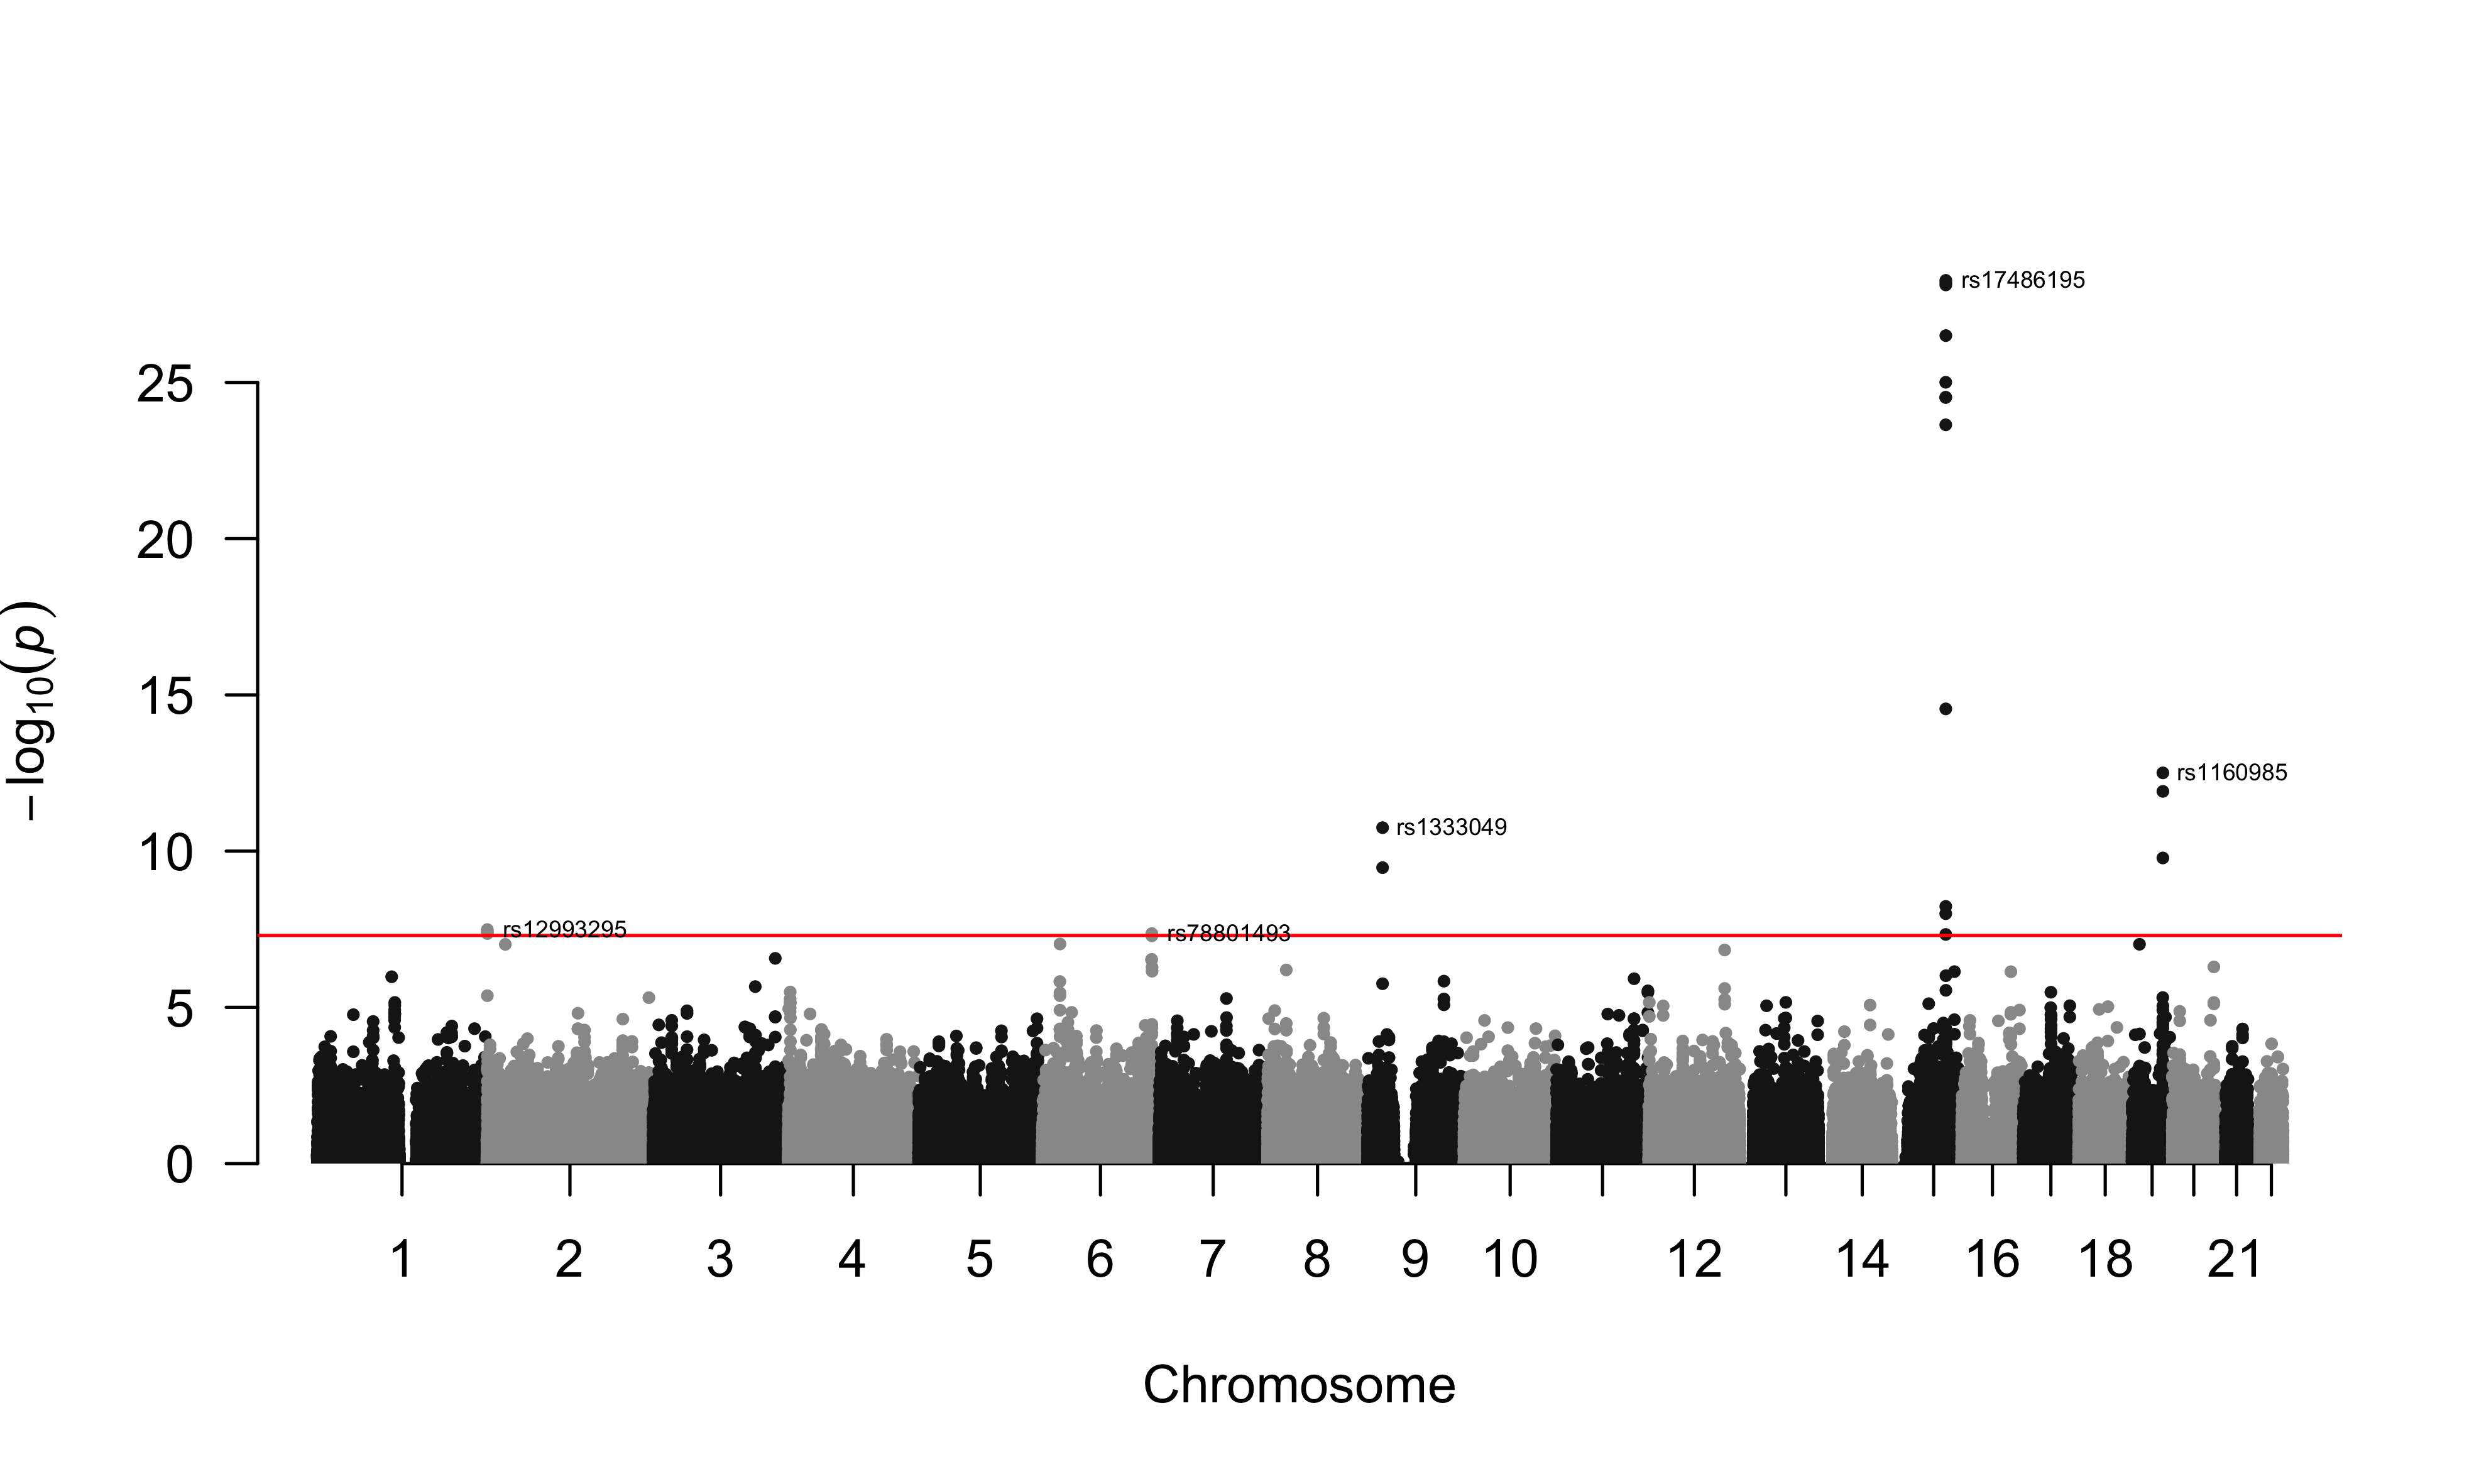 rs17486195
25
20
− log10(p)
15
rs1160985
rs1333049
10
rs12993295
rs78801493
5
0
1 2 3 4 5 6 7 8 9 10 12 14 16 18 21
Chromosome